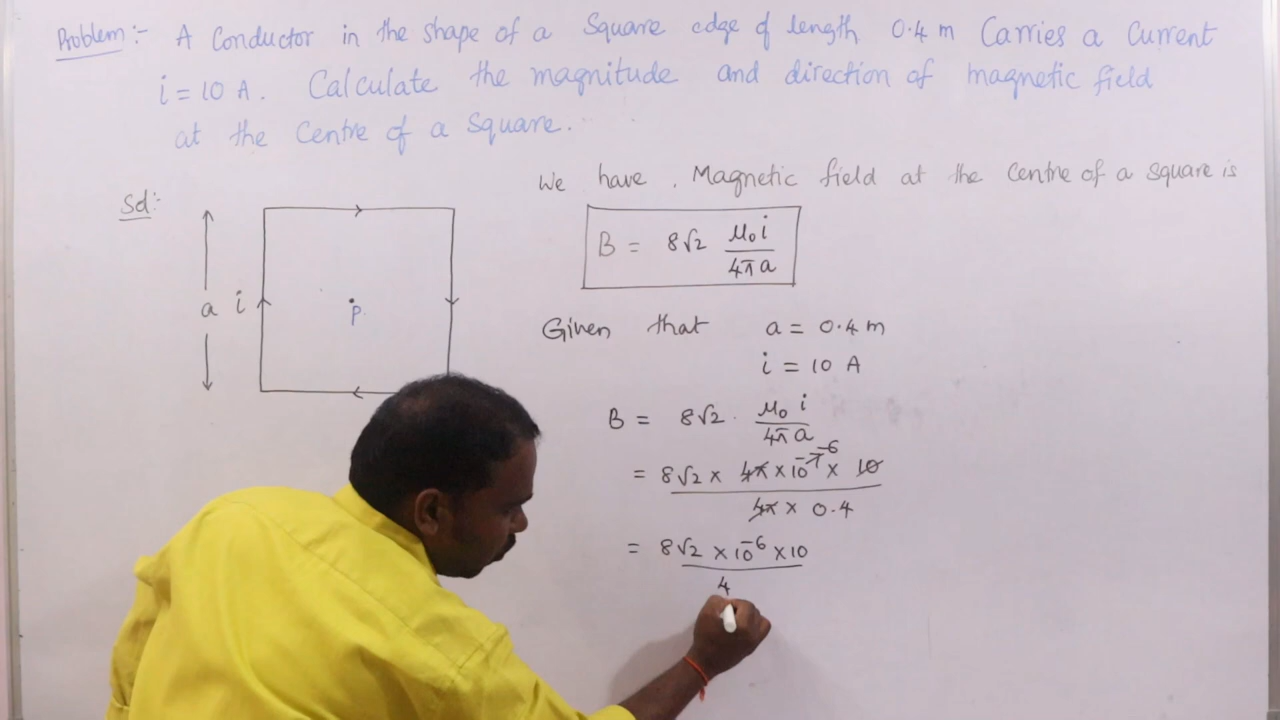 Problem :- A Conductor in the shape of a Square edge of length 0.4 m Carries a Current
i = 10 A. Calculate the magnitude and direction of magnetic field
at the Centre of a Square.
We have, Magnetic field at the Centre of a Square is
Sol:-
B = 8√2 μ₀i / 4πa
a i
P.
Given that a = 0.4 m
i = 10 A
B = 8√2 . μ₀ i / 4π a
= 8√2 × 4π × 10⁻⁷ ⁻⁶ × 10 / 4π × 0.4
= 8√2 × 10⁻⁶ × 10 / 4